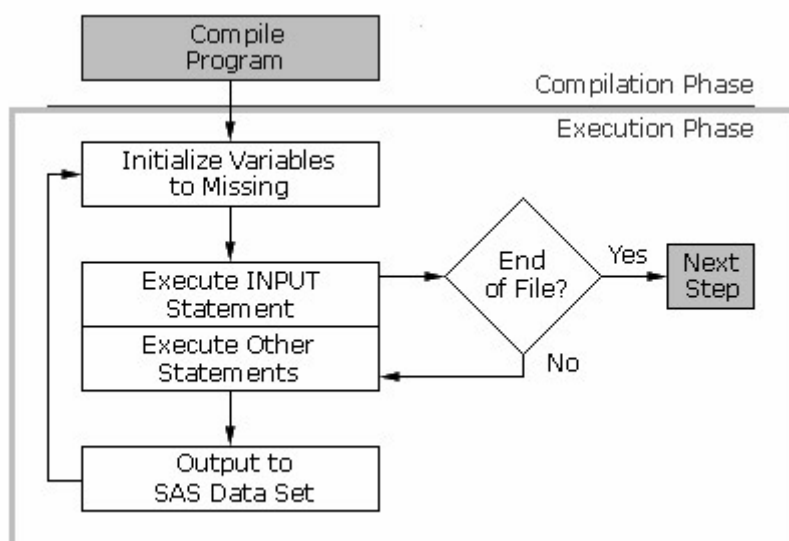 Compile
Program
Compilation Phase
Execution Phase
Initialize Variables
to Missing
Execute INPUT
Statement
End
of File?
Yes
Next
Step
No
Execute Other
Statements
Output to
SAS Data Set